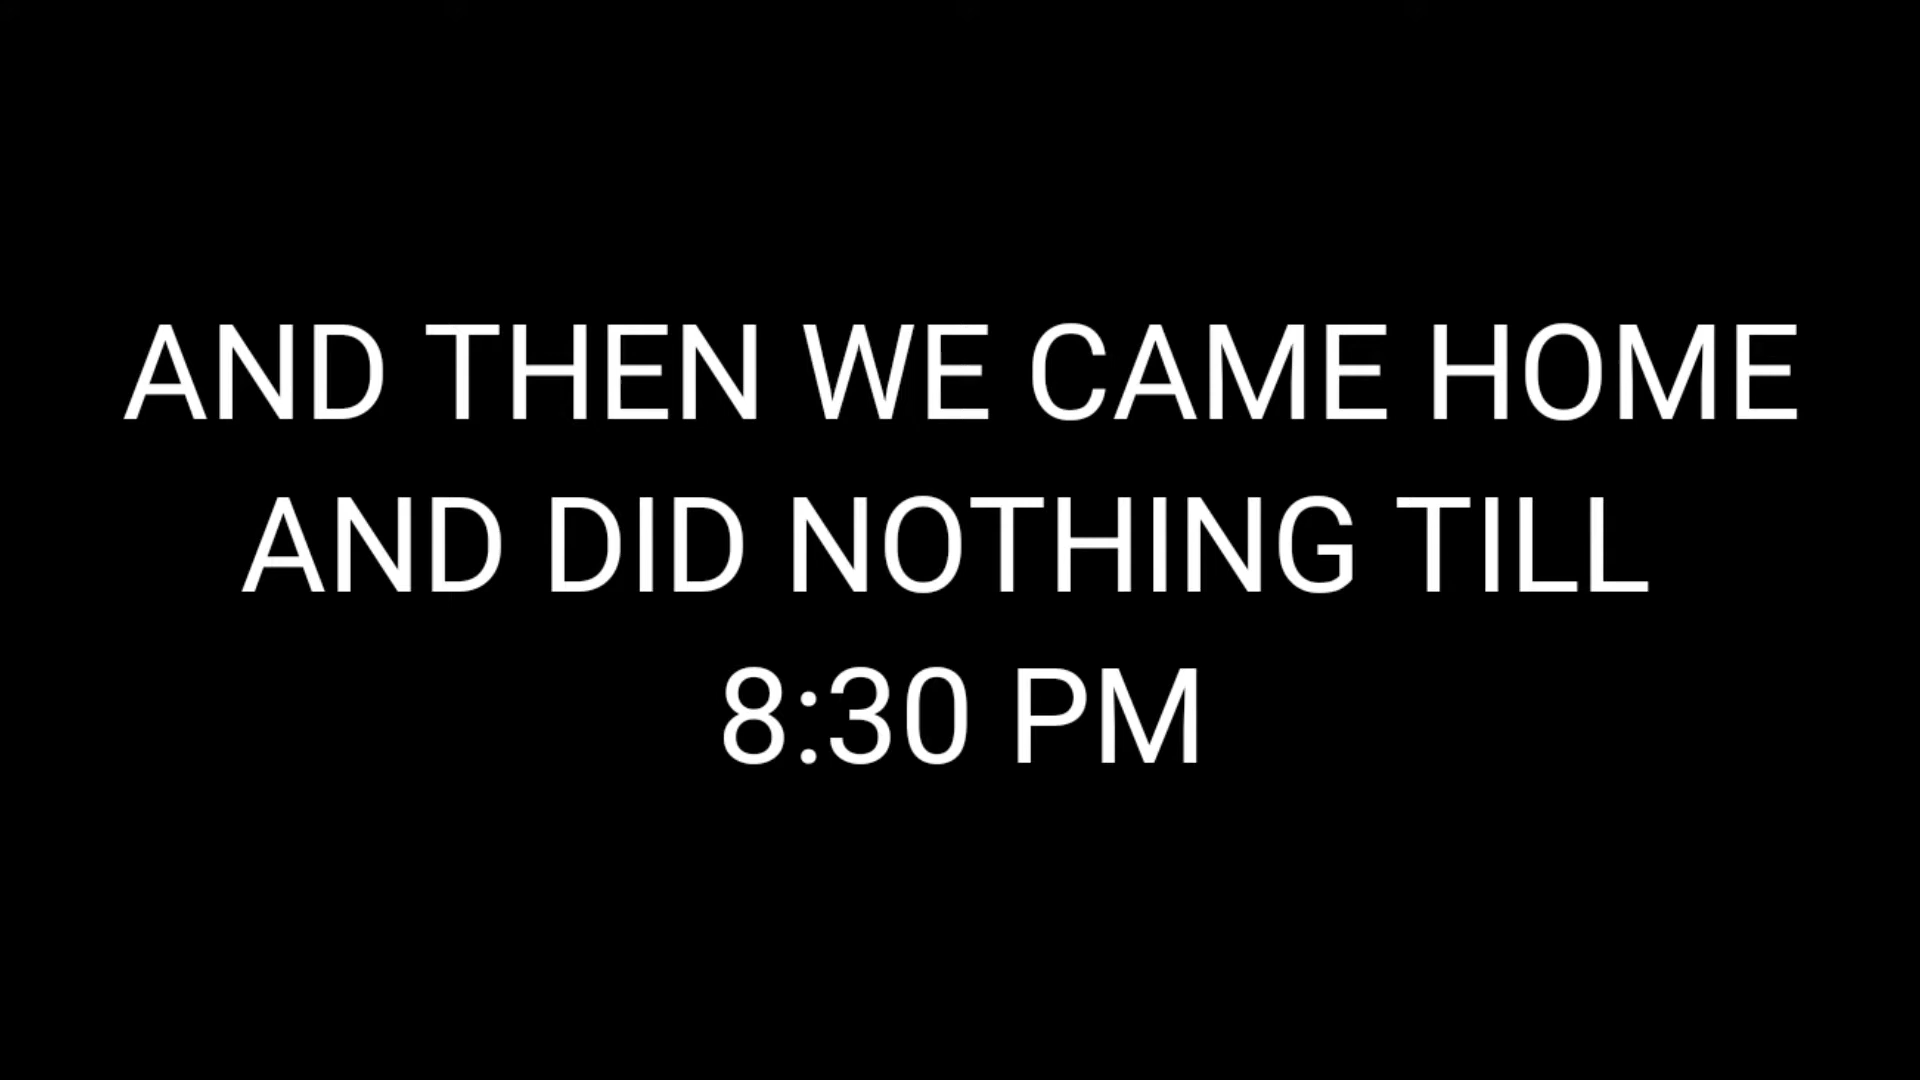 AND THEN WE CAME HOME
AND DID NOTHING TILL
8:30 PM